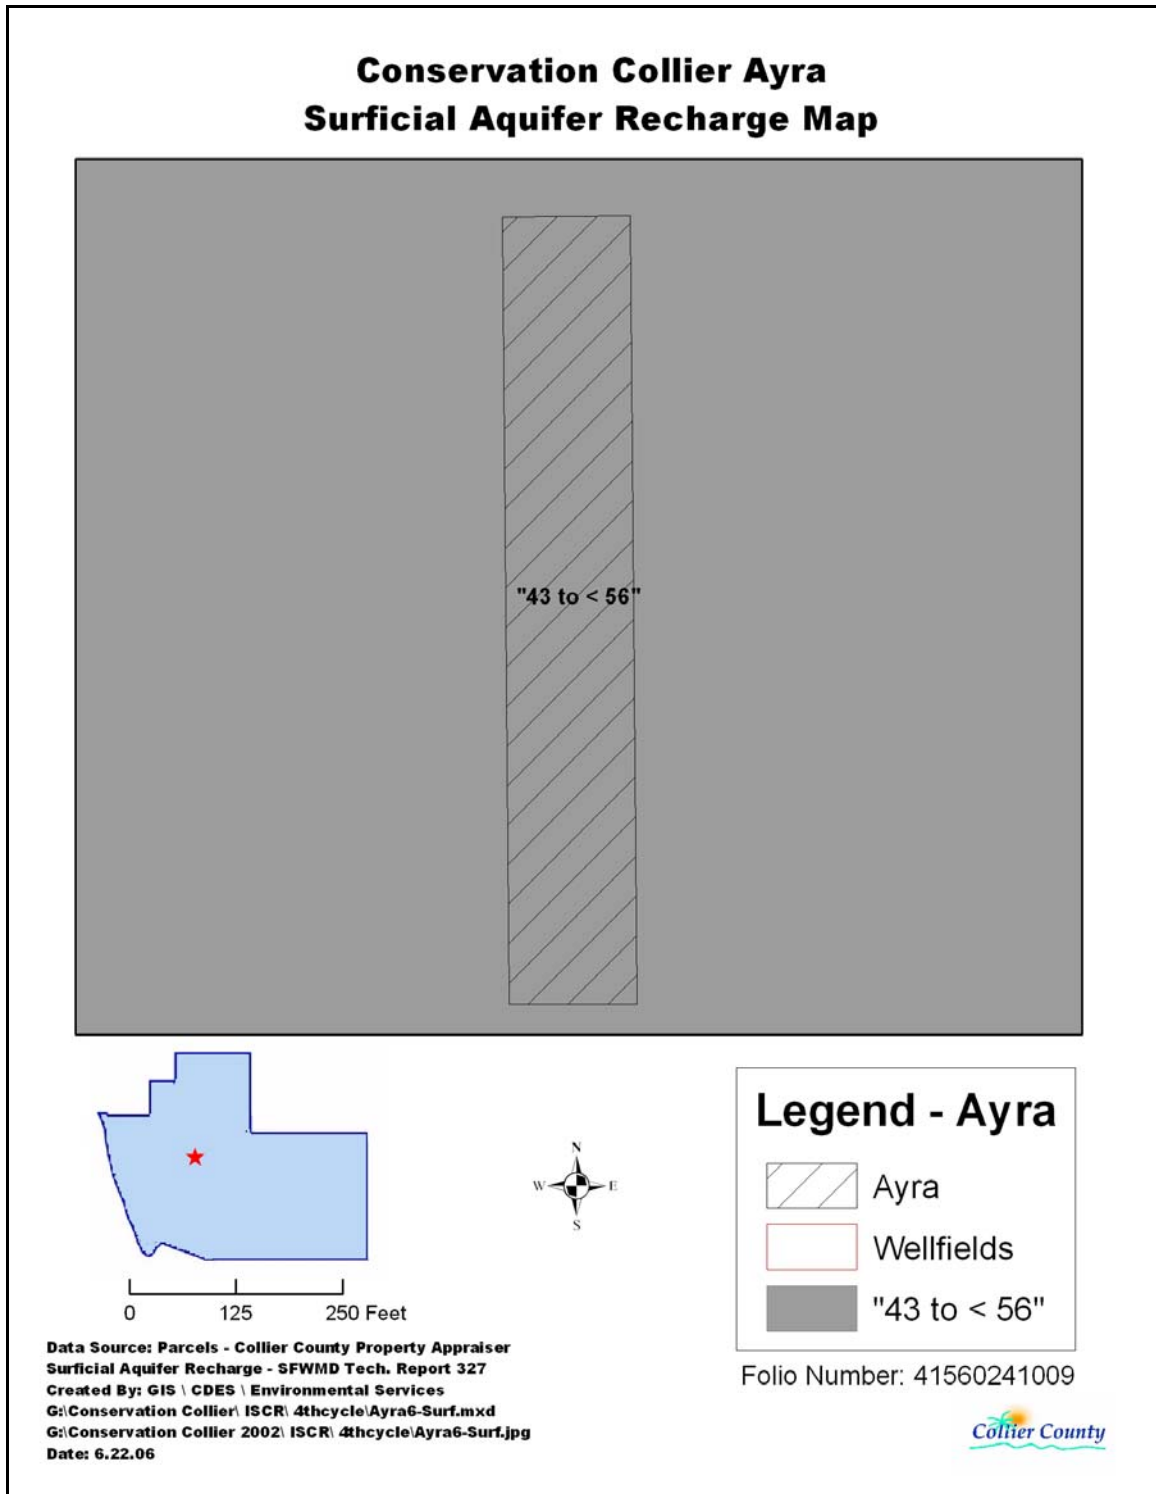 Conservation Collier Ayra
Surficial Aquifer Recharge Map
"43 to < 56"
N
W E
S
0 125 250 Feet
Legend - Ayra
Ayra
Wellfields
"43 to < 56"
Folio Number: 41560241009
Data Source: Parcels - Collier County Property Appraiser
Surficial Aquifer Recharge - SFWMD Tech. Report 327
Created By: GIS \ CDES \ Environmental Services
G:\Conservation Collier\ ISCR\ 4thcycle\Ayra6-Surf.mxd
G:\Conservation Collier 2002\ ISCR\ 4thcycle\Ayra6-Surf.jpg
Date: 6.22.06
Collier County